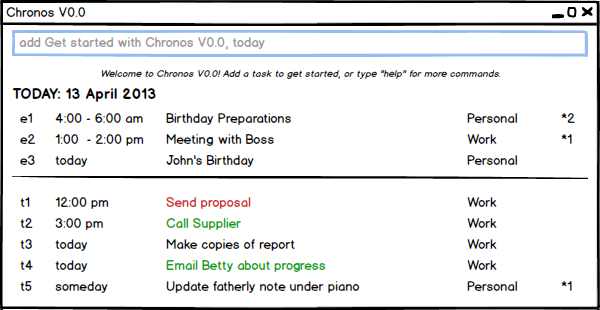 Chronos V0.0
add Get started with Chronos V0.0, today
Welcome to Chronos V0.0! Add a task to get started, or type "help" for more commands.
TODAY: 13 April 2013
e1 4:00 - 6:00 am Birthday Preparations Personal *2
e2 1:00 - 2:00 pm Meeting with Boss Work *1
e3 today John's Birthday Personal
t1 12:00 pm Send proposal Work
t2 3:00 pm Call Supplier Work
t3 today Make copies of report Work
t4 today Email Betty about progress Work
t5 someday Update fatherly note under piano Personal *1